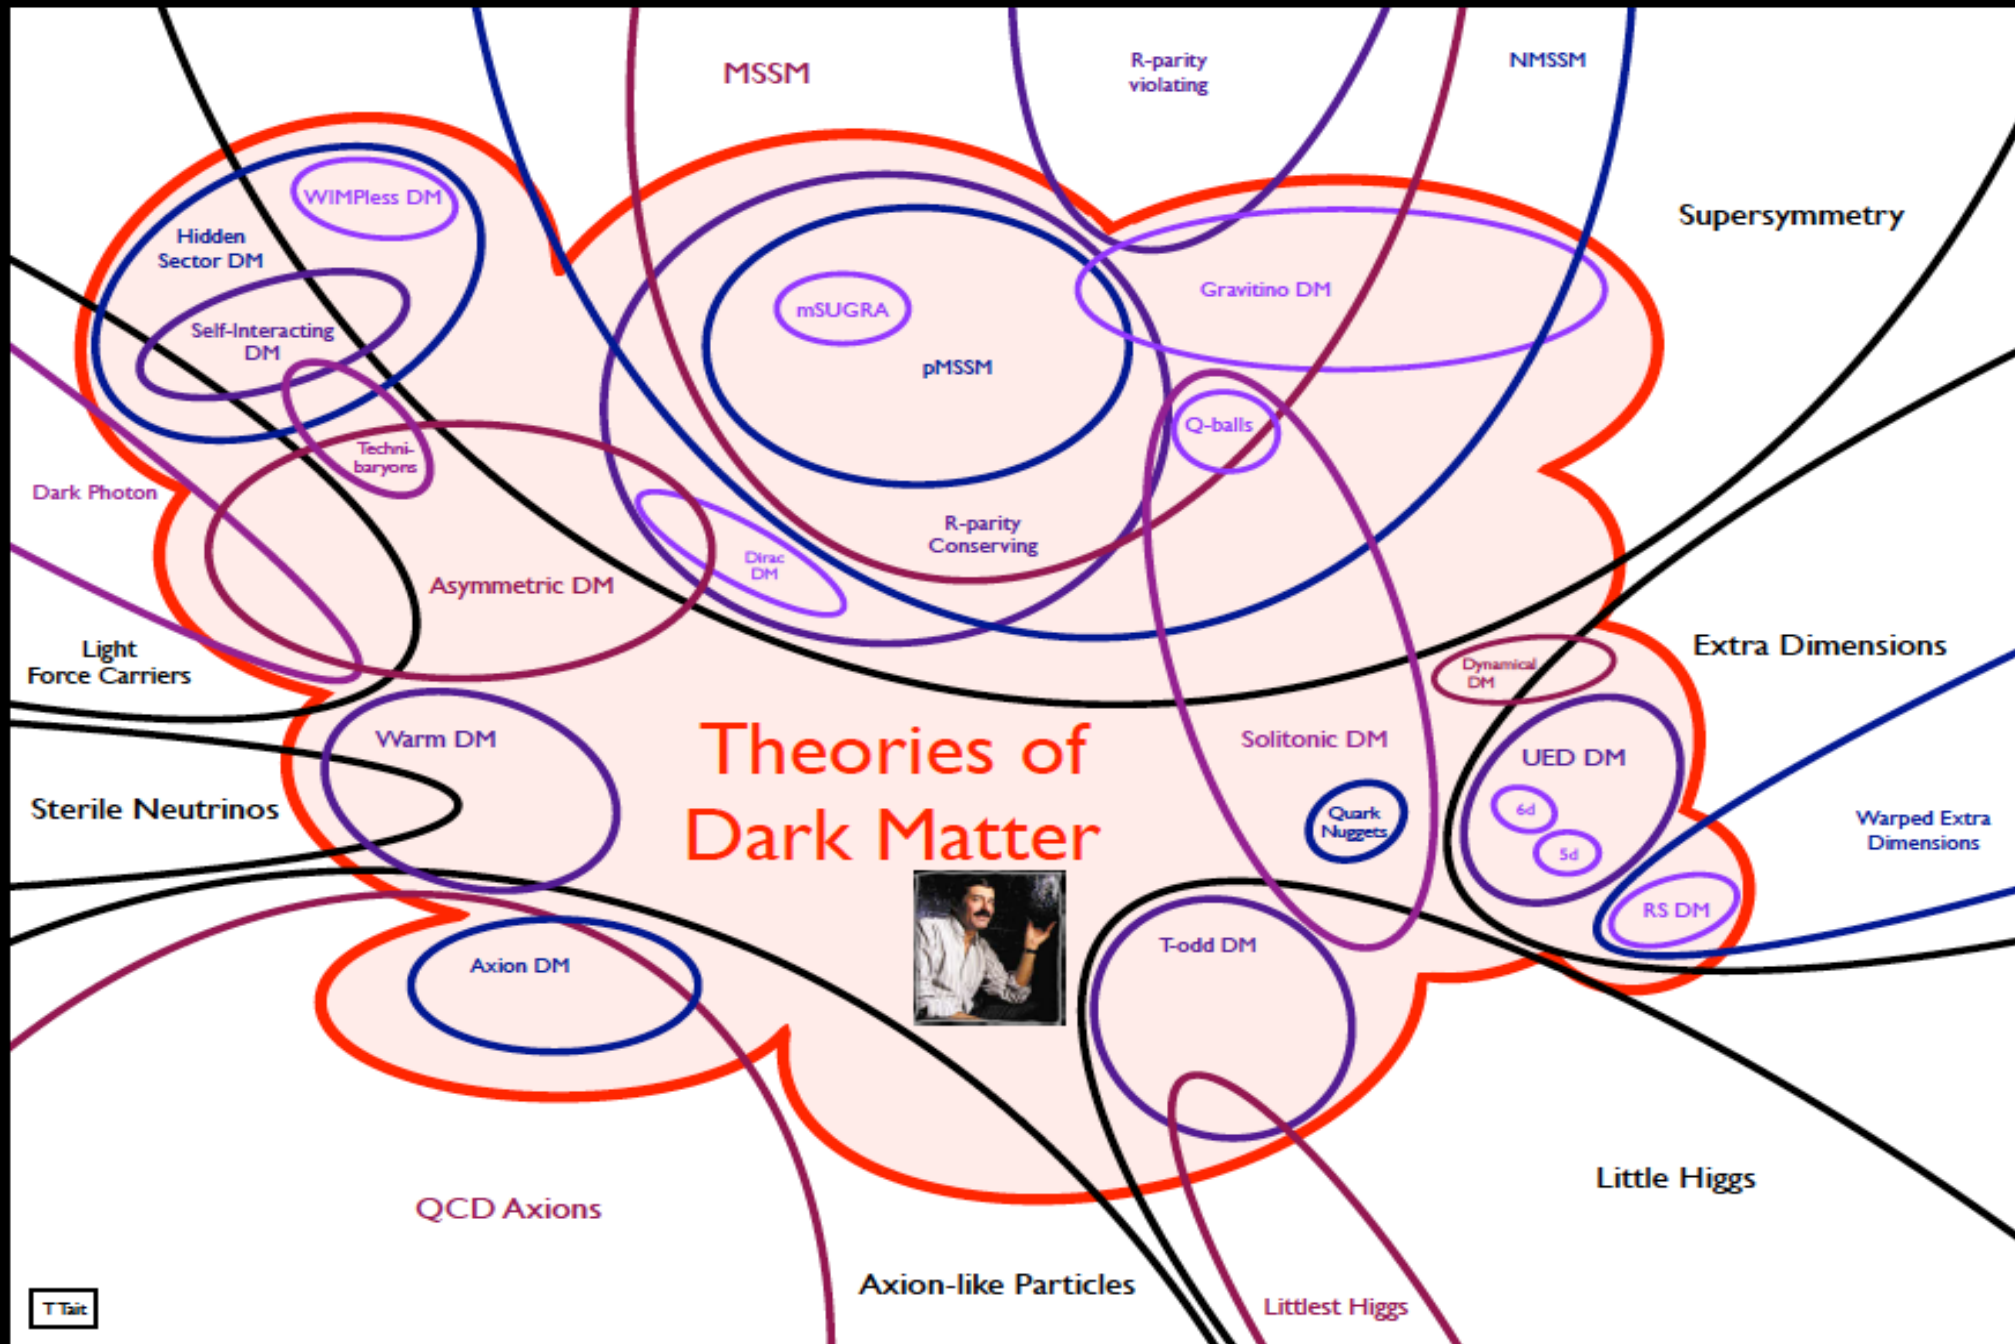 MSSM
R-parity
violating
NMSSM
WIMPless DM
Supersymmetry
Hidden
Sector DM
Gravitino DM
mSUGRA
Self-Interacting
DM
pMSSM
Q-balls
Techni-
baryons
Dark Photon
R-parity
Conserving
Dirac
DM
Asymmetric DM
Light
Force Carriers
Extra Dimensions
Dynamical
DM
Warm DM
Theories of
Dark Matter
Solitonic DM
UED DM
Sterile Neutrinos
6d
Quark
Nuggets
Warped Extra
Dimensions
5d
RS DM
T-odd DM
Axion DM
Little Higgs
QCD Axions
Axion-like Particles
Littlest Higgs
T Tait